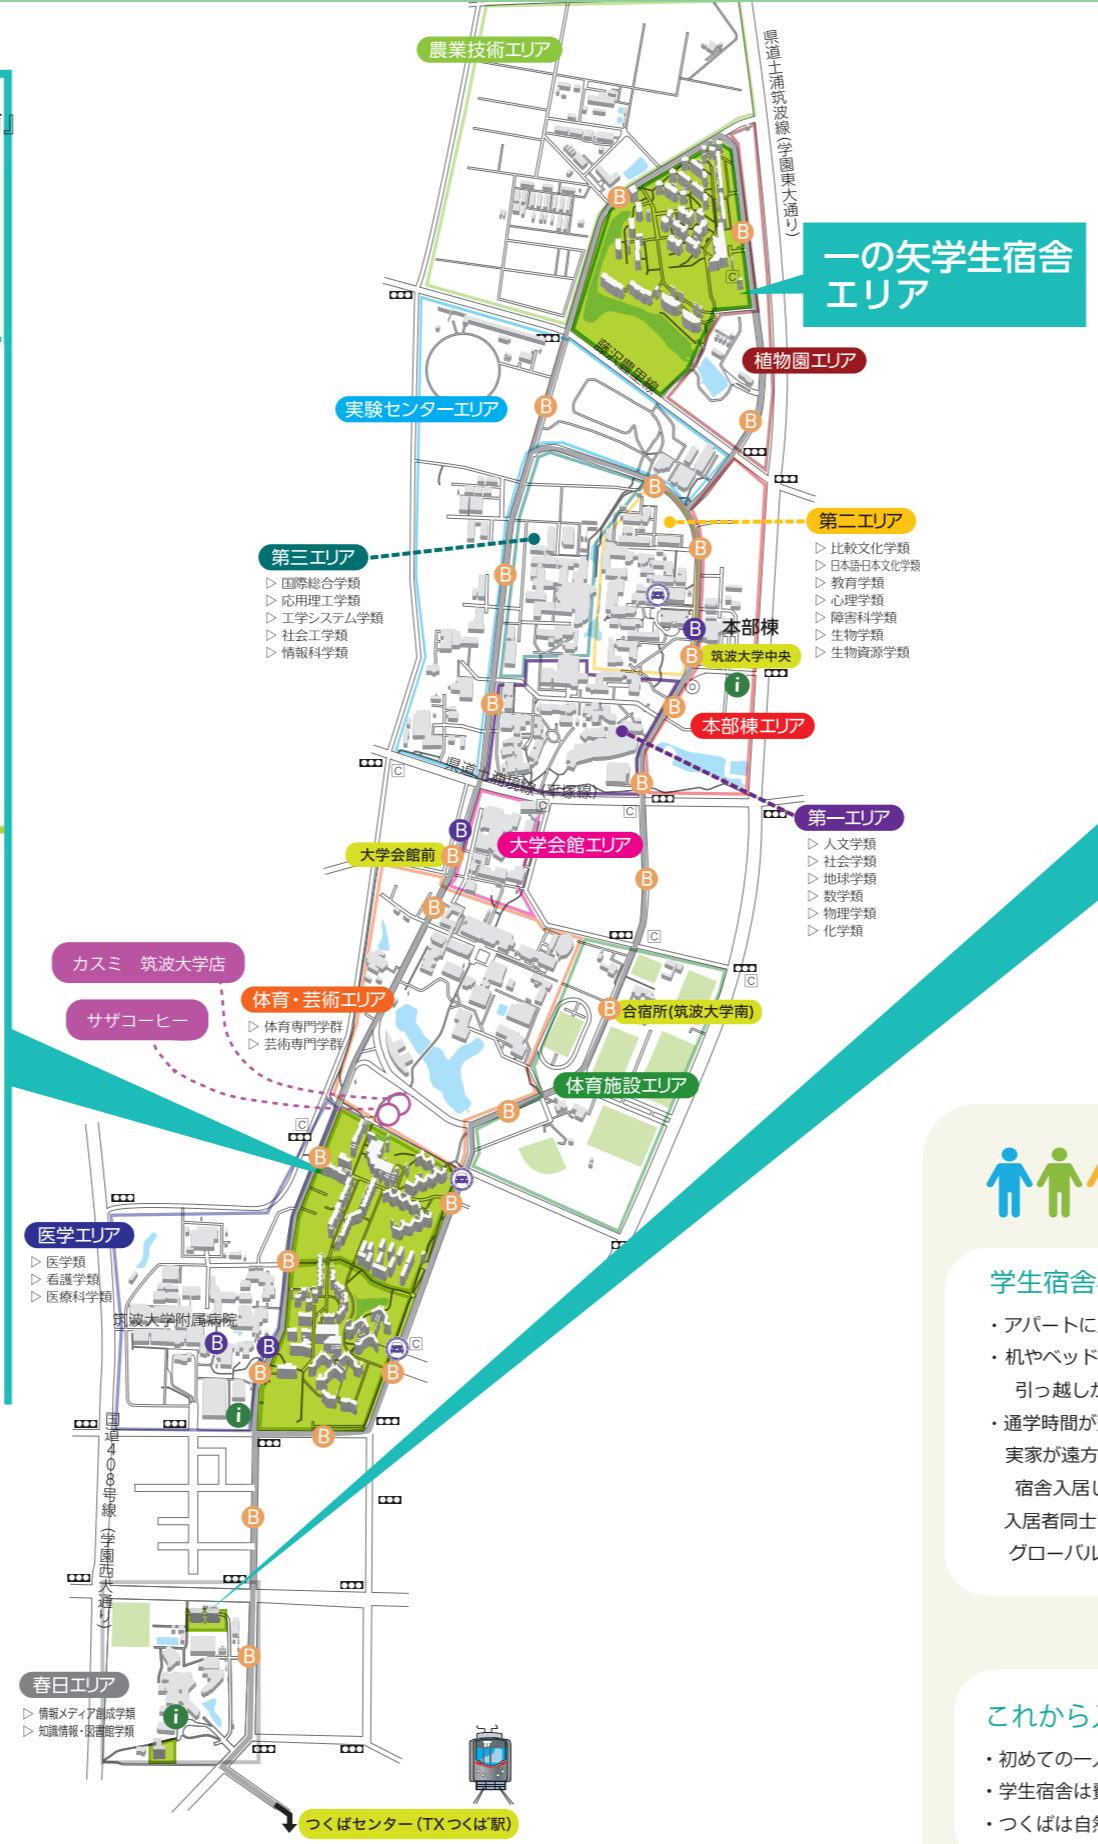 農業技術エリア
県道土浦筑波線(学園東大通り)
一の矢学生宿舎
エリア
植物園エリア
藤沢豊里線
実験センターエリア
第二エリア
▷ 比較文化学類
▷ 日本語・日本文化学類
▷ 教育学類
▷ 心理学類
▷ 障害科学類
▷ 生物学類
▷ 生物資源学類
第三エリア
▷ 国際総合学類
▷ 応用理工学類
▷ 工学システム学類
▷ 社会工学類
▷ 情報科学類
本部棟
筑波大学中央
本部棟エリア
県道土浦境線(平塚線)
第一エリア
▷ 人文学類
▷ 社会学類
▷ 地球学類
▷ 数学類
▷ 物理学類
▷ 化学類
大学会館エリア
大学会館前
カスミ 筑波大学店
サザコーヒー
体育・芸術エリア
▷ 体育専門学群
▷ 芸術専門学群
合宿所(筑波大学南)
体育施設エリア
医学エリア
▷ 医学類
▷ 看護学類
▷ 医療科学類
筑波大学附属病院
国道408号線(学園西大通り)
春日エリア
▷ 情報メディア創成学類
▷ 知識情報・図書館学類
つくばセンター(TXつくば駅)
学生宿舎
・アパートに
・机やベッド
引っ越しが
・通学時間が
実家が遠方
宿舎入居し
入居者同士
グローバル
これから入
・初めての一人
・学生宿舎は
・つくばは自然